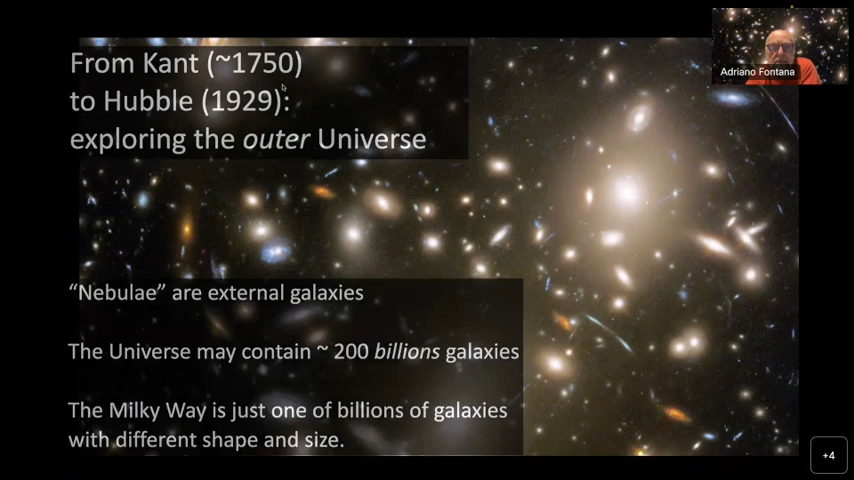 From Kant (~1750)
to Hubble (1929):
exploring the outer Universe
Adriano Fontana
"Nebulae" are external galaxies
The Universe may contain ~ 200 billions galaxies
The Milky Way is just one of billions of galaxies
with different shape and size.
+4